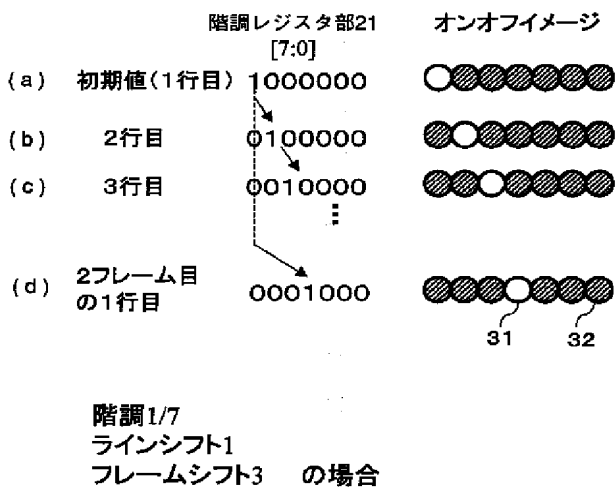 階調レジスタ部21 オンオフイメージ
[7:0]
(a) 初期値(1行目) 1000000
(b) 2行目 0100000
(c) 3行目 0010000
(d) 2フレーム目の1行目 0001000
31 32
階調1/7
ラインシフト1
フレームシフト3 の場合